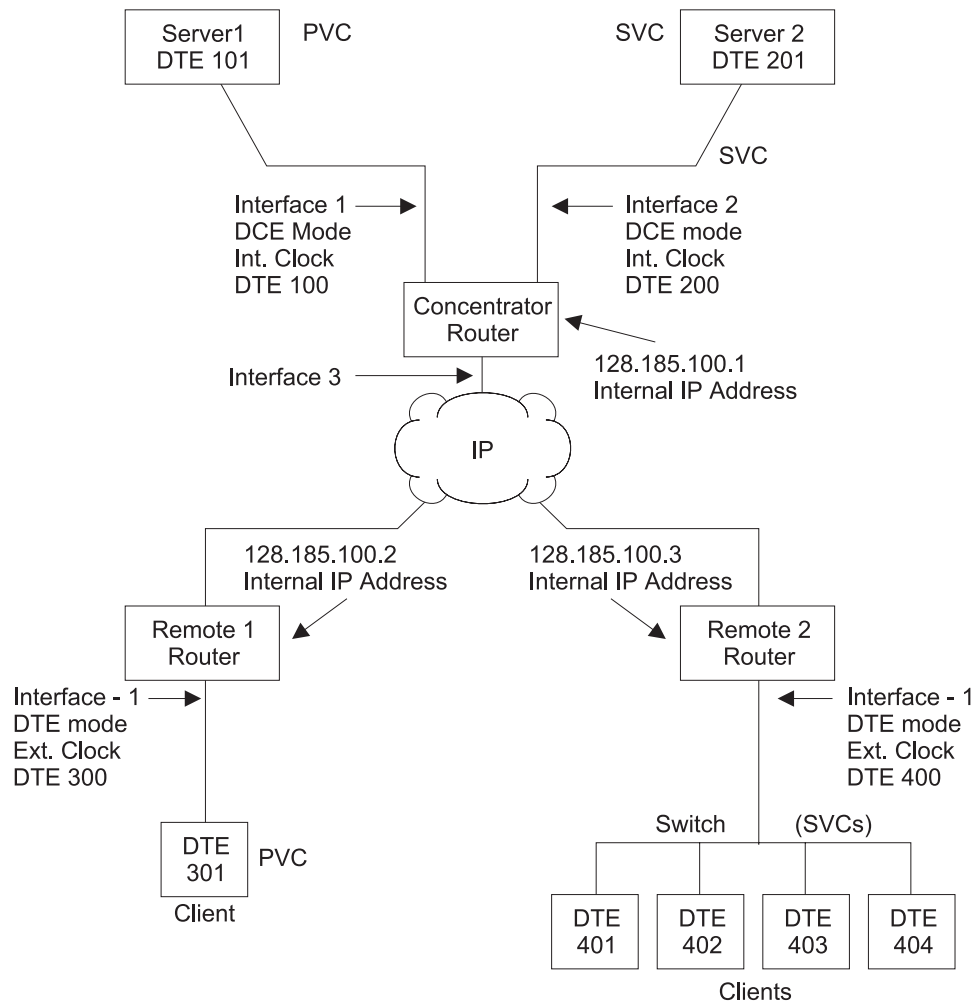 Server1
DTE 101
PVC
SVC
Server 2
DTE 201
SVC
Interface 1
DCE Mode
Int. Clock
DTE 100
Interface 2
DCE mode
Int. Clock
DTE 200
Concentrator
Router
128.185.100.1
Internal IP Address
Interface 3
IP
128.185.100.2
Internal IP Address
128.185.100.3
Internal IP Address
Remote 1
Router
Remote 2
Router
Interface - 1
DTE mode
Ext. Clock
DTE 300
Interface - 1
DTE mode
Ext. Clock
DTE 400
DTE
301
PVC
Client
Switch
(SVCs)
DTE
401
DTE
402
DTE
403
DTE
404
Clients